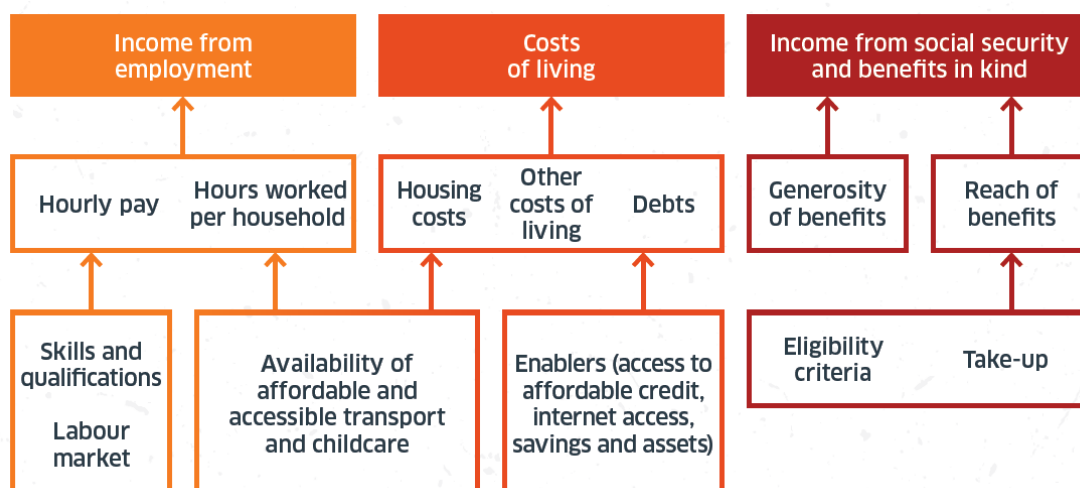 Income from
employment
Costs
of living
Income from social security
and benefits in kind
Hourly pay
Hours worked
per household
Housing
costs
Other
costs of
living
Debts
Generosity
of benefits
Reach of
benefits
Skills and
qualifications
Labour
market
Availability of
affordable and
accessible transport
and childcare
Enablers (access to
affordable credit,
internet access,
savings and assets)
Eligibility
criteria
Take-up